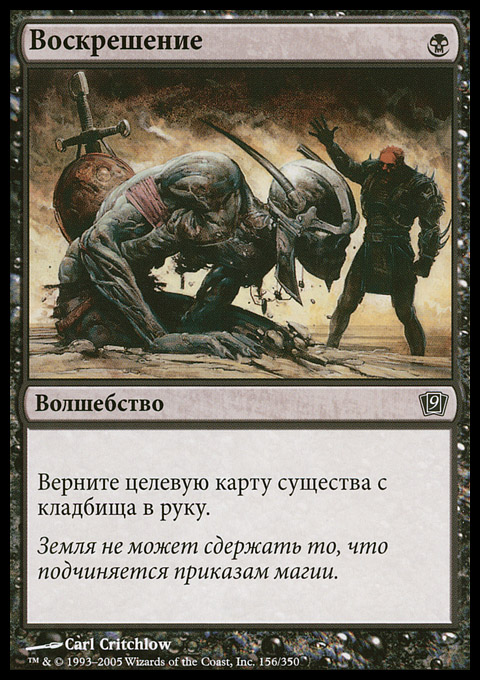 Воскрешение
Волшебство
9
Верните целевую карту существа с
кладбища в руку.
Земля не может сдержать то, что
подчиняется приказам магии.
Carl Critchlow
™ & © 1993–2005 Wizards of the Coast, Inc. 156/350